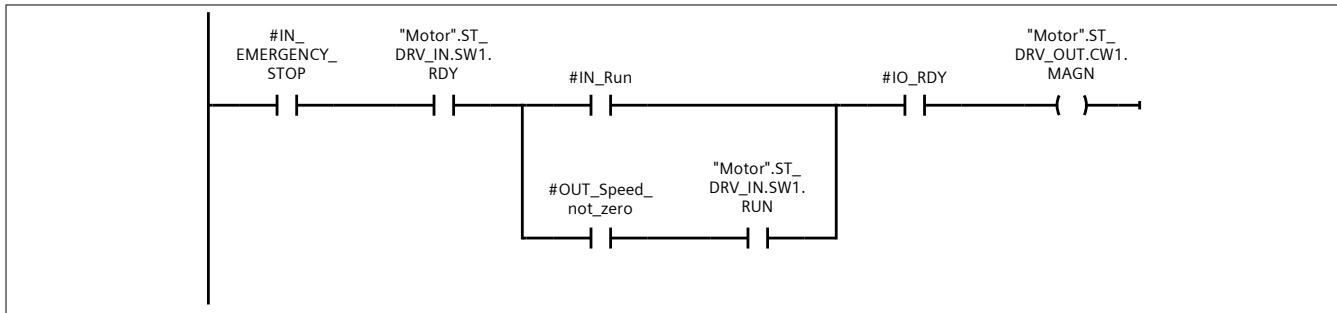 #IN_
EMERGENCY_
STOP
"Motor".ST_
DRV_IN.SW1.
RDY
#IN_Run
#IO_RDY
"Motor".ST_
DRV_OUT.CW1.
MAGN
#OUT_Speed_
not_zero
"Motor".ST_
DRV_IN.SW1.
RUN